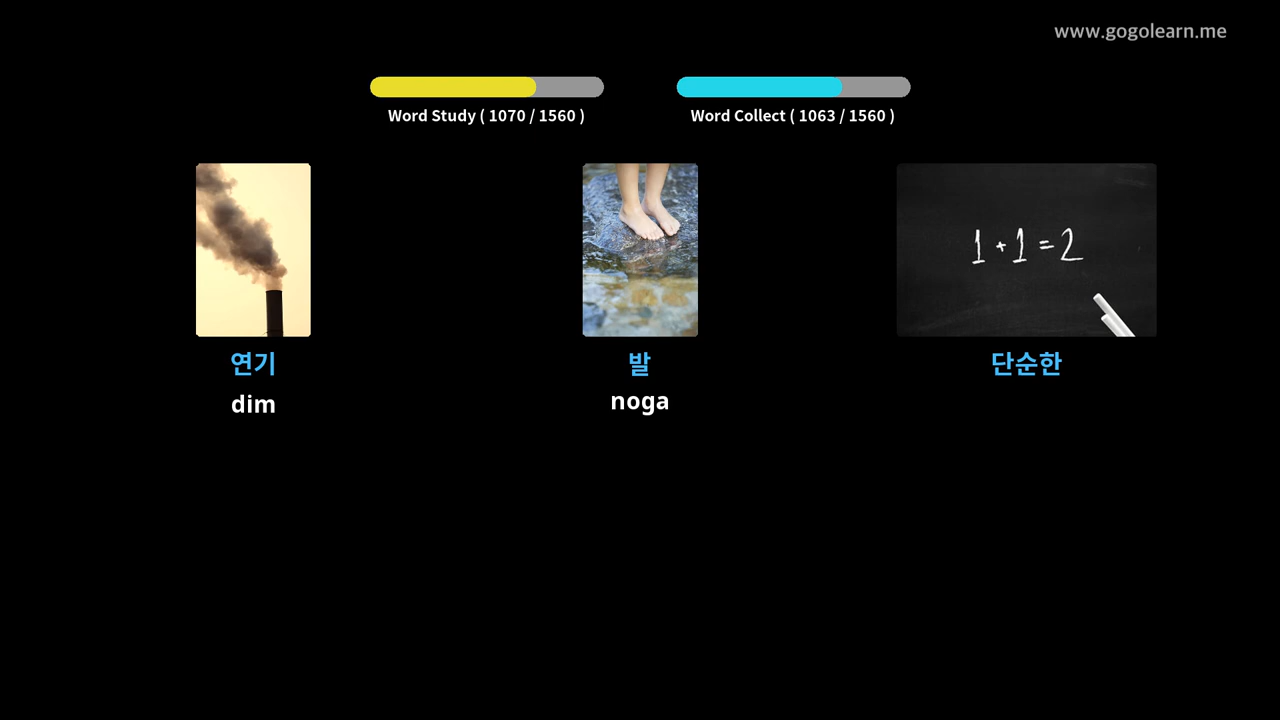 www.gogolearn.me
Word Study ( 1070 / 1560 )
Word Collect ( 1063 / 1560 )
1 + 1 = 2
연기
발
단순한
dim
noga